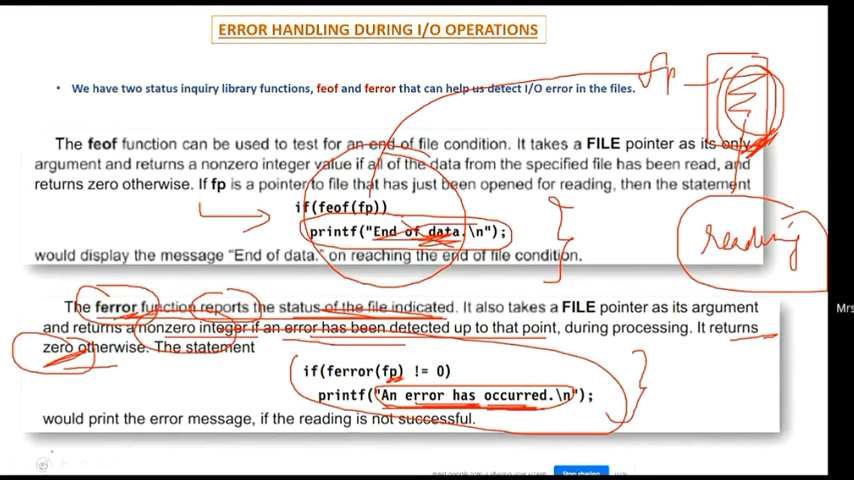 ERROR HANDLING DURING I/O OPERATIONS
• We have two status inquiry library functions, feof and ferror that can help us detect I/O error in the files.
fp
The feof function can be used to test for an end of file condition. It takes a FILE pointer as its only
argument and returns a nonzero integer value if all of the data from the specified file has been read, and
returns zero otherwise. If fp is a pointer to file that has just been opened for reading, then the statement
if(feof(fp))
printf("End of data.\n");
reading
would display the message "End of data." on reaching the end of file condition.
The ferror function reports the status of the file indicated. It also takes a FILE pointer as its argument
and returns a nonzero integer if an error has been detected up to that point, during processing. It returns
zero otherwise. The statement
if(ferror(fp) != 0)
printf("An error has occurred.\n");
would print the error message, if the reading is not successful.
Mrs
Stop sharing